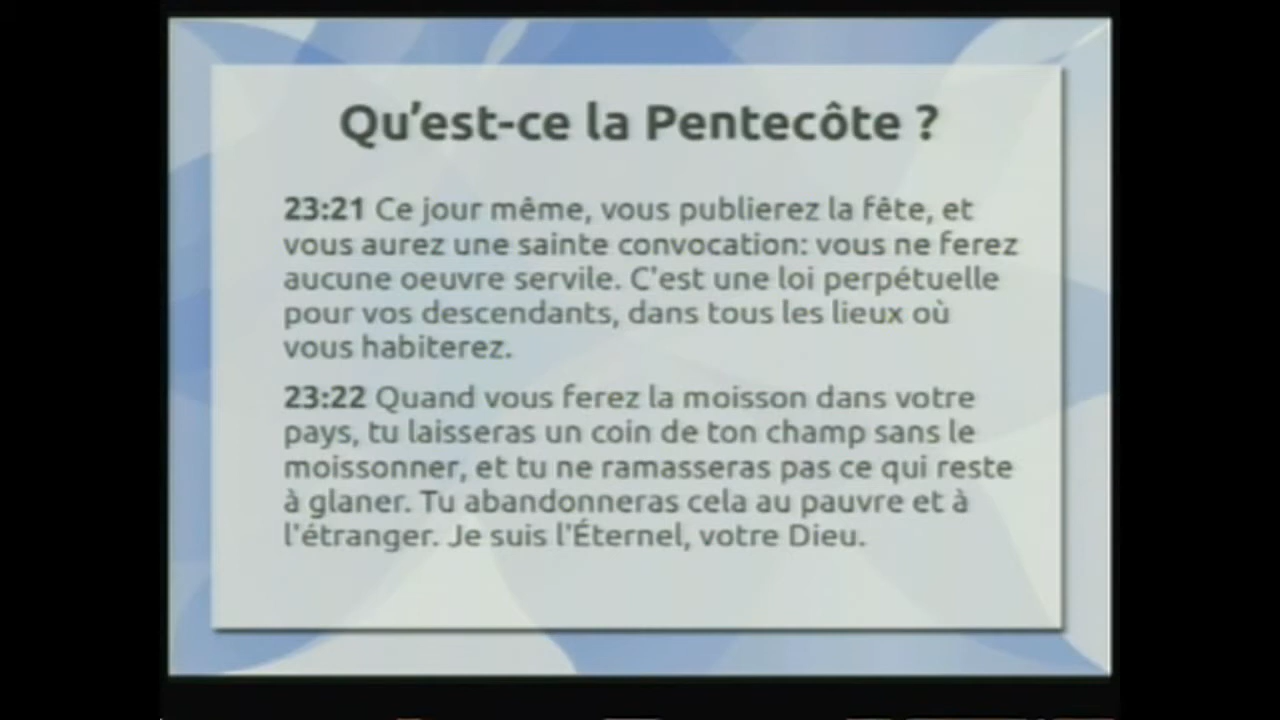 Qu’est-ce la Pentecôte ?
23:21 Ce jour même, vous publierez la fête, et
vous aurez une sainte convocation: vous ne ferez
aucune oeuvre servile. C'est une loi perpétuelle
pour vos descendants, dans tous les lieux où
vous habiterez.
23:22 Quand vous ferez la moisson dans votre
pays, tu laisseras un coin de ton champ sans le
moissonner, et tu ne ramasseras pas ce qui reste
à glaner. Tu abandonneras cela au pauvre et à
l'étranger. Je suis l'Éternel, votre Dieu.